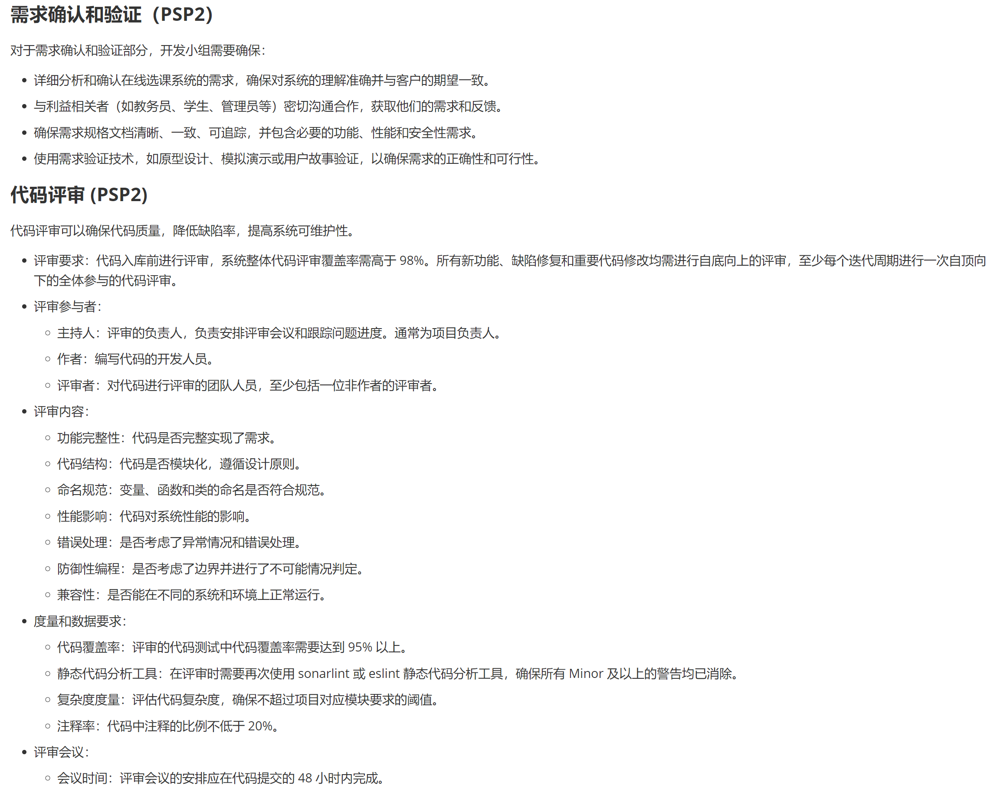 需求确认和验证（PSP2）
对于需求确认和验证部分，开发小组需要确保：
详细分析和确认在线选课系统的需求，确保对系统的理解准确并与客户的期望一致。
与利益相关者（如教务员、学生、管理员等）密切沟通合作，获取他们的需求和反馈。
确保需求规格文档清晰、一致、可追踪，并包含必要的功能、性能和安全性需求。
使用需求验证技术，如原型设计、模拟演示或用户故事验证，以确保需求的正确性和可行性。
代码评审 (PSP2)
代码评审可以确保代码质量，降低缺陷率，提高系统可维护性。
评审要求：代码入库前进行评审，系统整体代码评审覆盖率需高于 98%。所有新功能、缺陷修复和重要代码修改均需进行自底向上的评审，至少每个迭代周期进行一次自顶向
下的全体参与的代码评审。
评审参与者：
主持人：评审的负责人，负责安排评审会议和跟踪问题进度。通常为项目负责人。
作者：编写代码的开发人员。
评审者：对代码进行评审的团队人员，至少包括一位非作者的评审者。
评审内容：
功能完整性：代码是否完整实现了需求。
代码结构：代码是否模块化，遵循设计原则。
命名规范：变量、函数和类的命名是否符合规范。
性能影响：代码对系统性能的影响。
错误处理：是否考虑了异常情况和错误处理。
防御性编程：是否考虑了边界并进行了不可能情况判定。
兼容性：是否能在不同的系统和环境上正常运行。
度量和数据要求：
代码覆盖率：评审的代码测试中代码覆盖率需要达到 95% 以上。
静态代码分析工具：在评审时需要再次使用 sonarlint 或 eslint 静态代码分析工具，确保所有 Minor 及以上的警告均已消除。
复杂度度量：评估代码复杂度，确保不超过项目对应模块要求的阈值。
注释率：代码中注释的比例不低于 20%。
评审会议：
会议时间：评审会议的安排应在代码提交的 48 小时内完成。